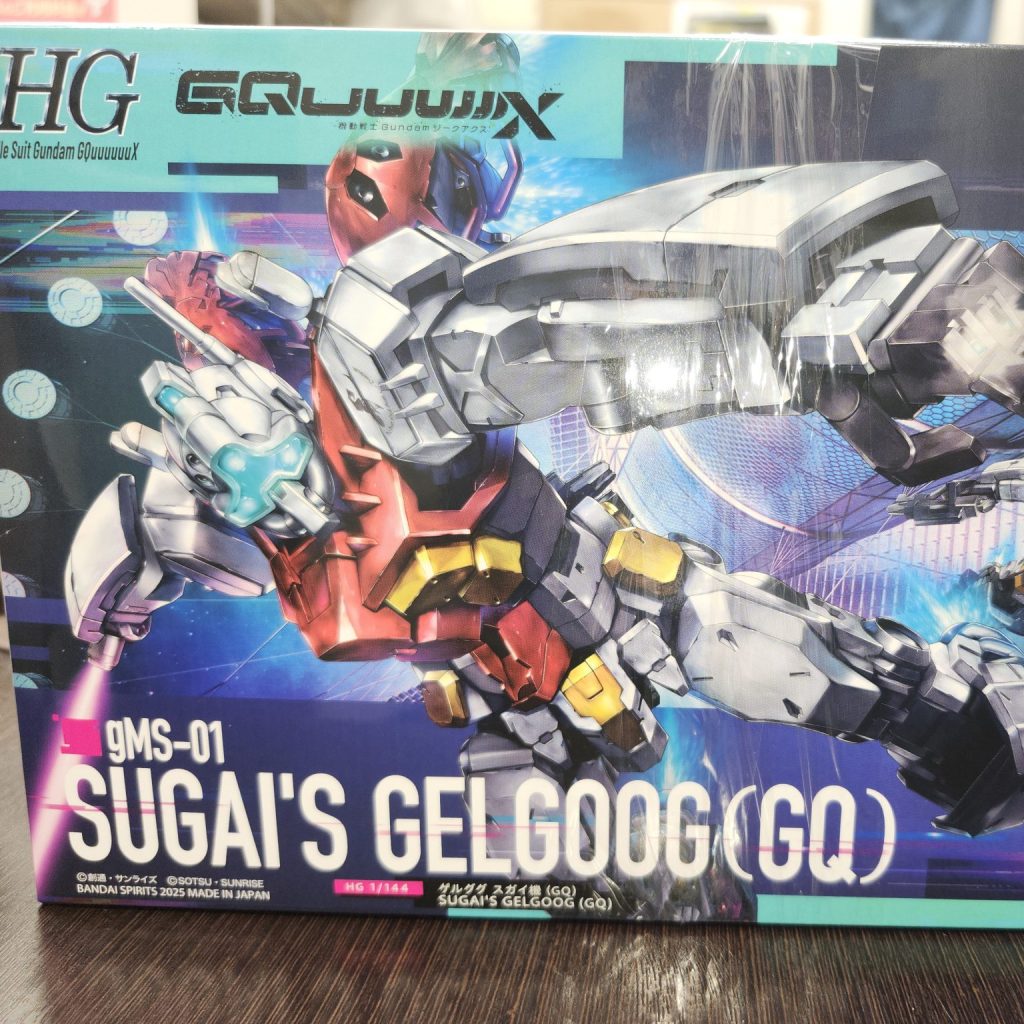 HG
le Suit Gundam GQuuuuuuX
GQuuuuuuX
機動戦士Gundam ジークアクス
gMS-01
SUGAI'S GELGOOG (GQ)
©創通・サンライズ ©SOTSU・SUNRISE
BANDAI SPIRITS 2025 MADE IN JAPAN
HG 1/144
ゲルググ スガイ機 (GQ)
SUGAI'S GELGOOG (GQ)